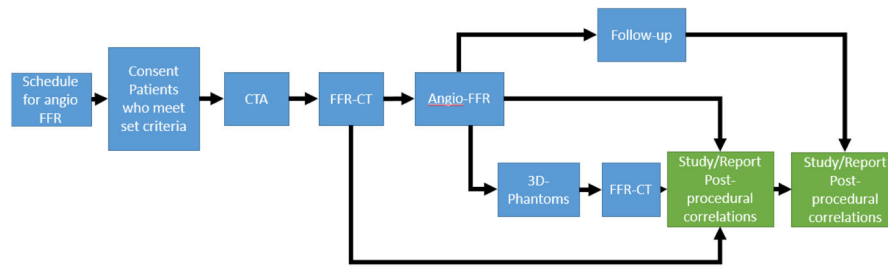 Follow-up
Schedule
for angio
FFR
Consent
Patients
who meet
set criteria
CTA
FFR-CT
Angio-FFR
3D-
Phantoms
FFR-CT
Study/Report
Post-
procedural
correlations
Study/Report
Post-
procedural
correlations